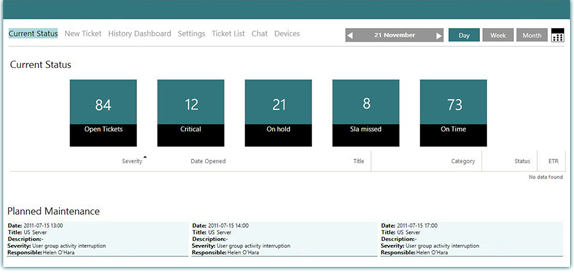 Current Status New Ticket History Dashboard Settings Ticket List Chat Devices 21 November Day Week Month
Current Status
84 12 21 8 73
Open Tickets Critical On hold Sla missed On Time
Severity Date Opened Title Category Status ETR
No data found
Planned Maintenance
Date: 2011-07-15 13:00 Date: 2011-07-15 14:00 Date: 2011-07-15 17:00
Title: US Server Title: US Server Title: US Server
Description:- Description:- Description:-
Severity: User group activity interruption Severity: User group activity interruption Severity: User group activity interruption
Responsible: Helen O'Hara Responsible: Helen O'Hara Responsible: Helen O'Hara